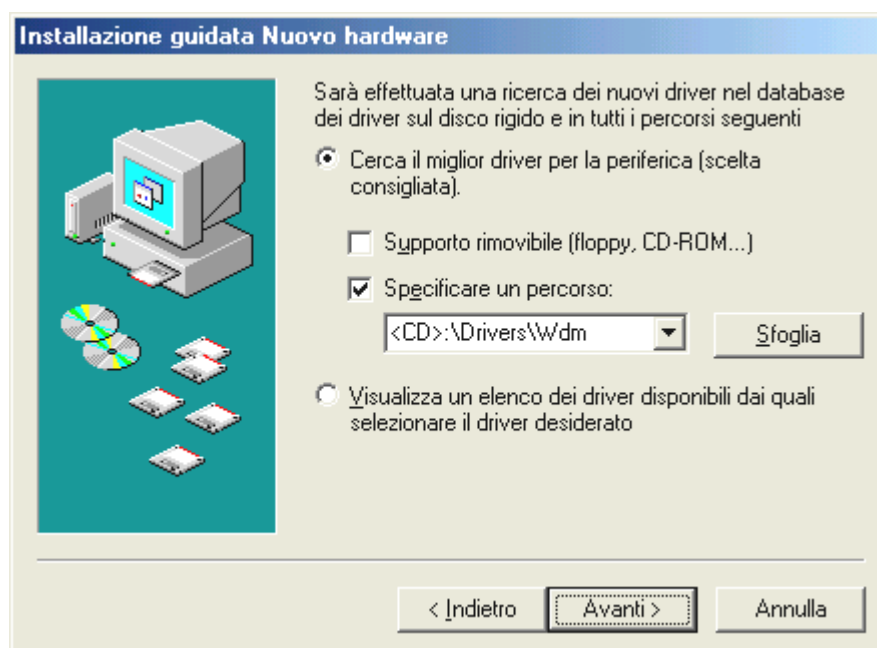 Installazione guidata Nuovo hardware
Sarà effettuata una ricerca dei nuovi driver nel database
dei driver sul disco rigido e in tutti i percorsi seguenti
Cerca il miglior driver per la periferica (scelta
consigliata).
Supporto rimovibile (floppy, CD-ROM...)
Specificare un percorso:
<CD>:\Drivers\Wdm
Sfoglia
Visualizza un elenco dei driver disponibili dai quali
selezionare il driver desiderato
< Indietro
Avanti >
Annulla